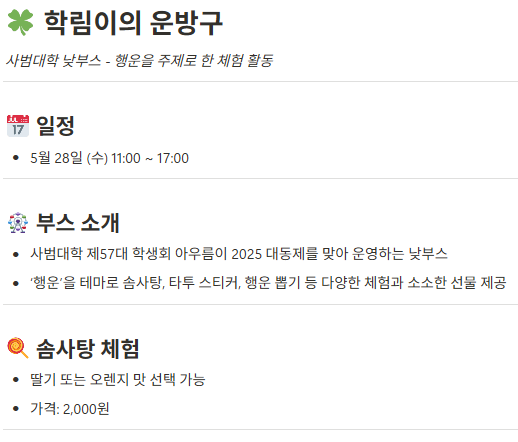 🍀 학림이의 운방구
사범대학 낮부스 - 행운을 주제로 한 체험 활동
📅 일정
• 5월 28일 (수) 11:00 ~ 17:00
🎡 부스 소개
• 사범대학 제57대 학생회 아우름이 2025 대동제를 맞아 운영하는 낮부스
• ‘행운’을 테마로 솜사탕, 타투 스티커, 행운 뽑기 등 다양한 체험과 소소한 선물 제공
🍭 솜사탕 체험
• 딸기 또는 오렌지 맛 선택 가능
• 가격: 2,000원